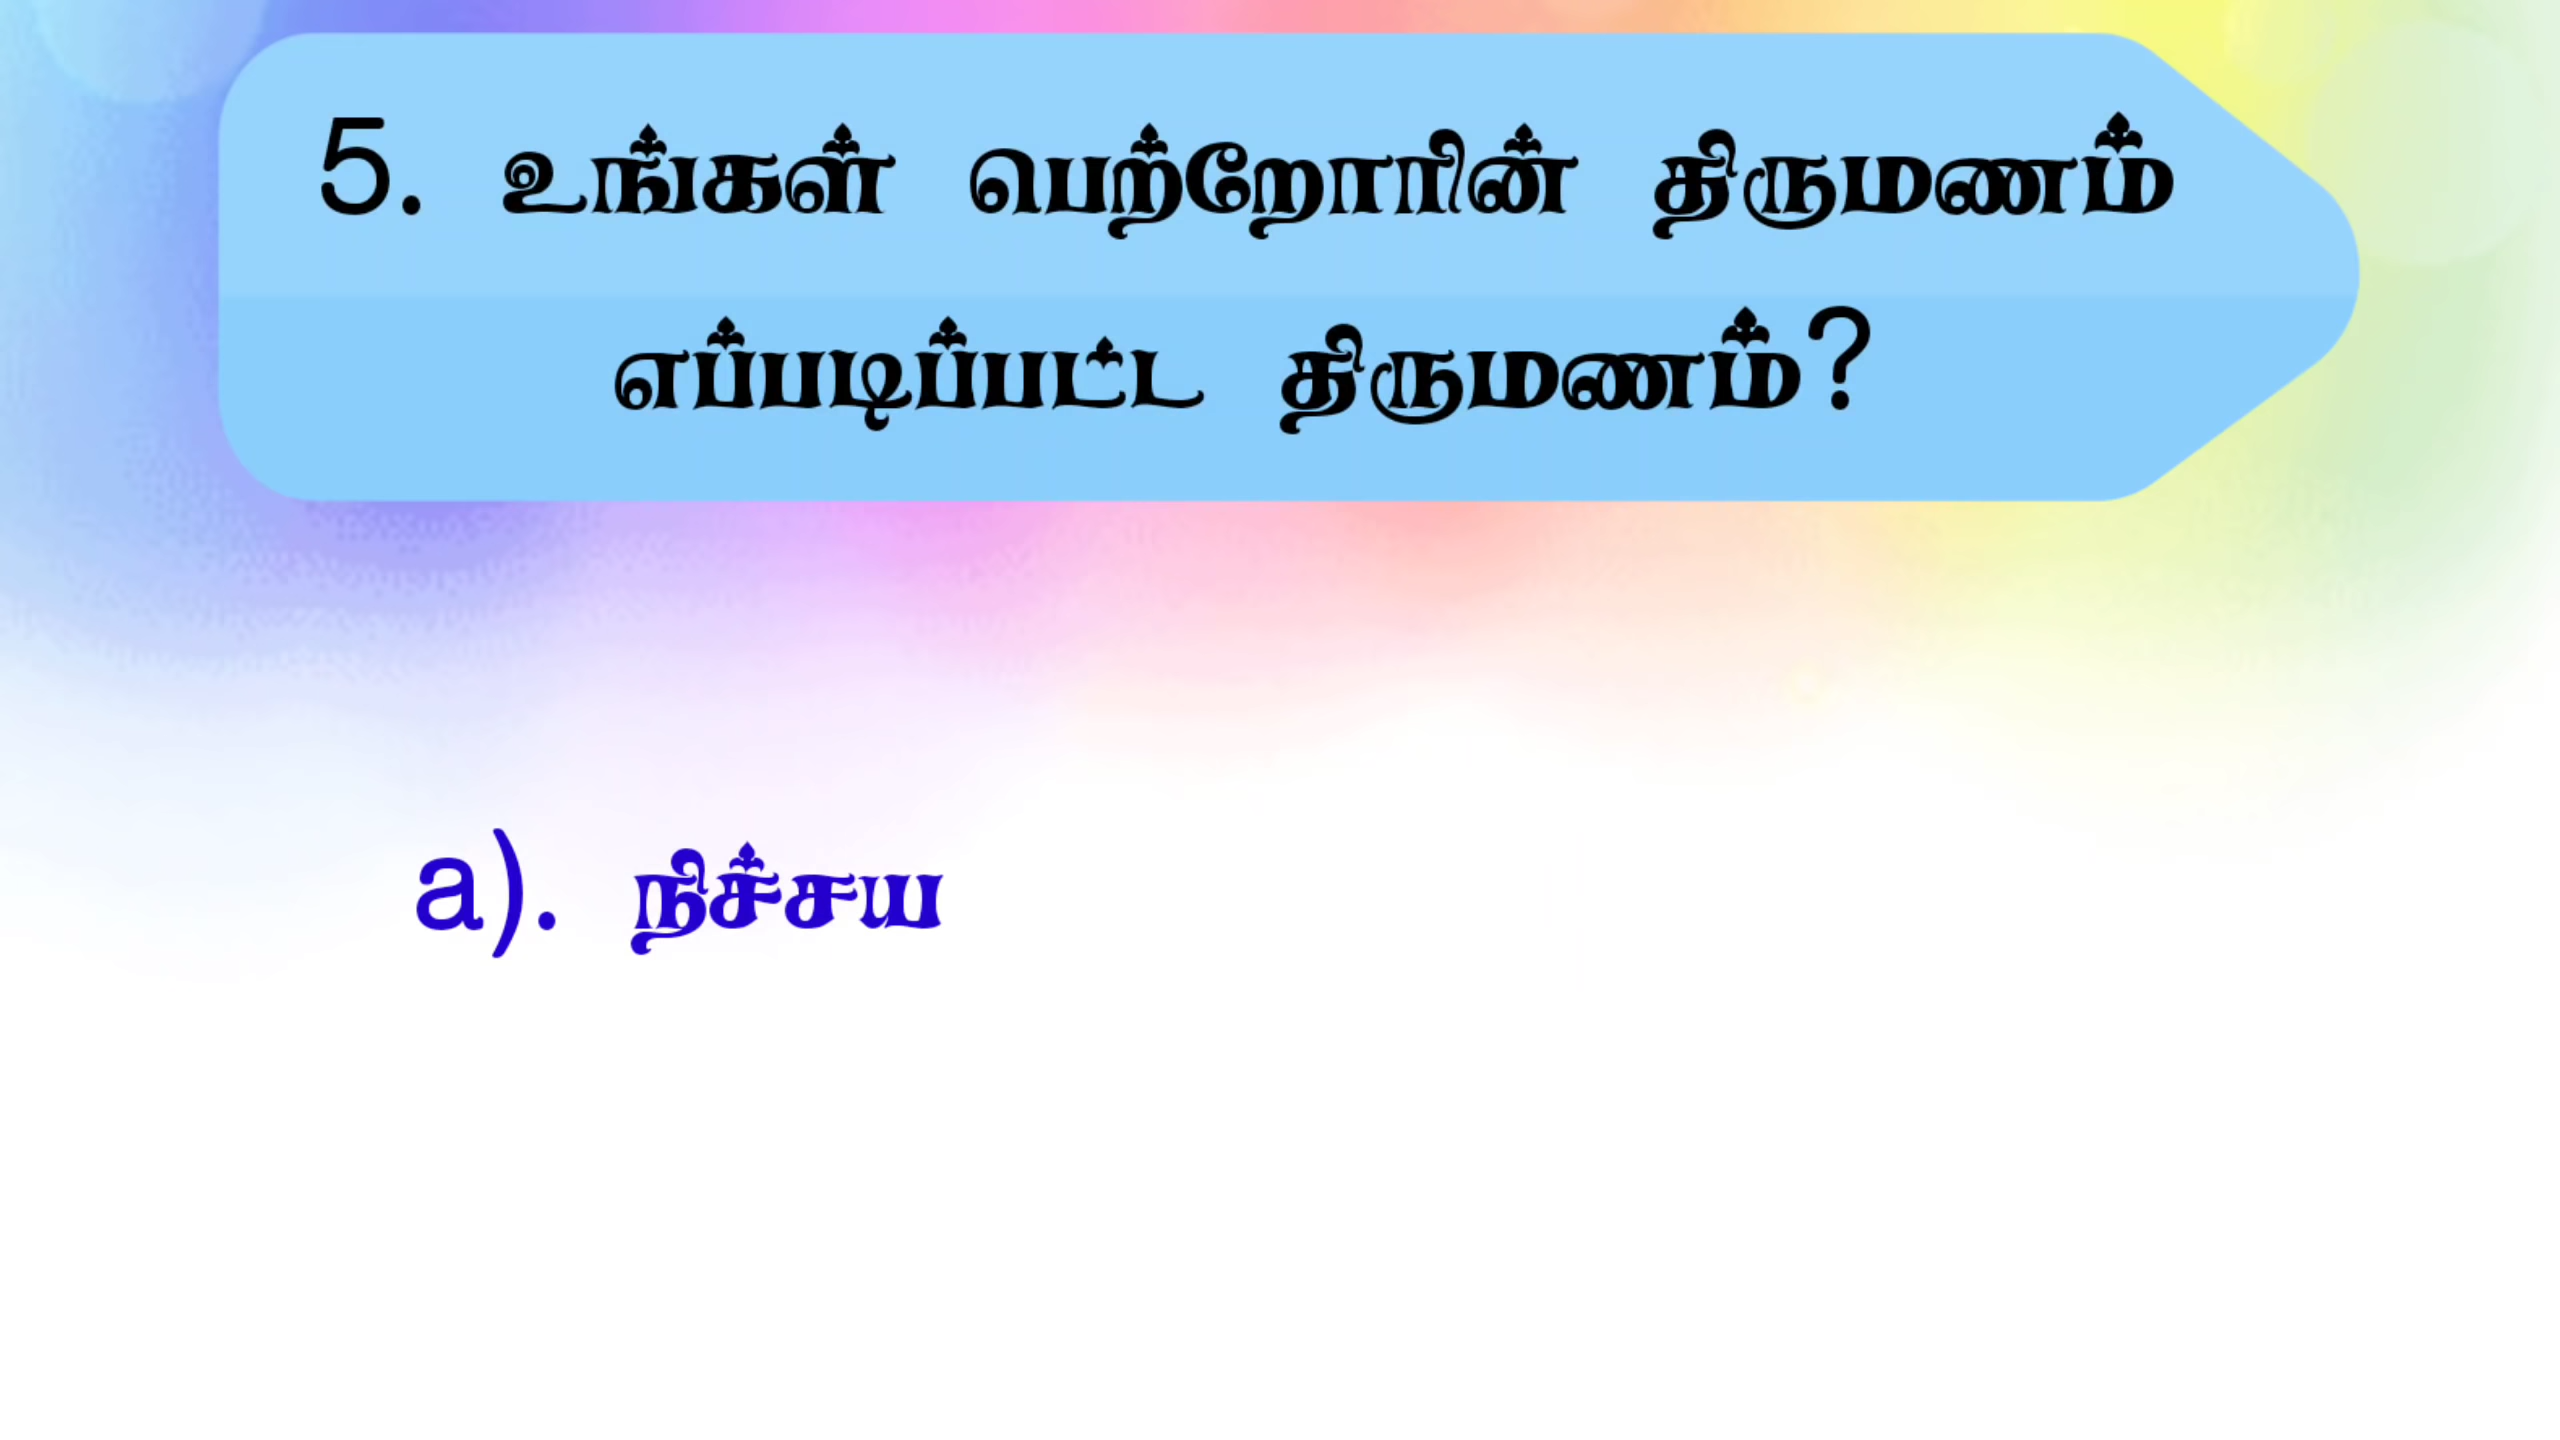 5. உங்கள் பெற்றோரின் திருமணம்
எப்படிப்பட்ட திருமணம்?
a). நிச்சய